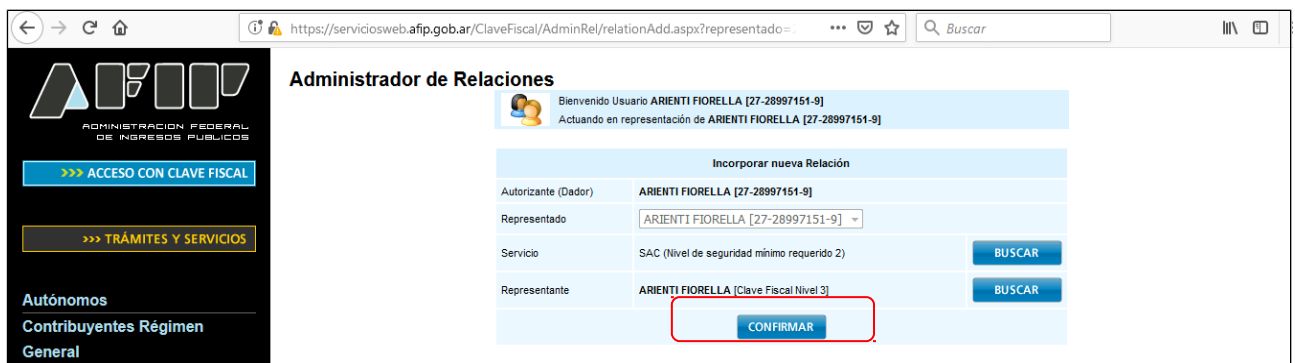 https://serviciosweb.afip.gob.ar/ClaveFiscal/AdminRel/relationAdd.aspx?representado=
Buscar
AFIP
ADMINISTRACION FEDERAL
DE INGRESOS PUBLICOS
>>> ACCESO CON CLAVE FISCAL
>>> TRÁMITES Y SERVICIOS
Autónomos
Contribuyentes Régimen
General
Administrador de Relaciones
Bienvenido Usuario ARIENTI FIORELLA [27-28997151-9]
Actuando en representación de ARIENTI FIORELLA [27-28997151-9]
Incorporar nueva Relación
Autorizante (Dador) ARIENTI FIORELLA [27-28997151-9]
Representado ARIENTI FIORELLA [27-28997151-9]
Servicio SAC (Nivel de seguridad mínimo requerido 2) BUSCAR
Representante ARIENTI FIORELLA [Clave Fiscal Nivel 3] BUSCAR
CONFIRMAR